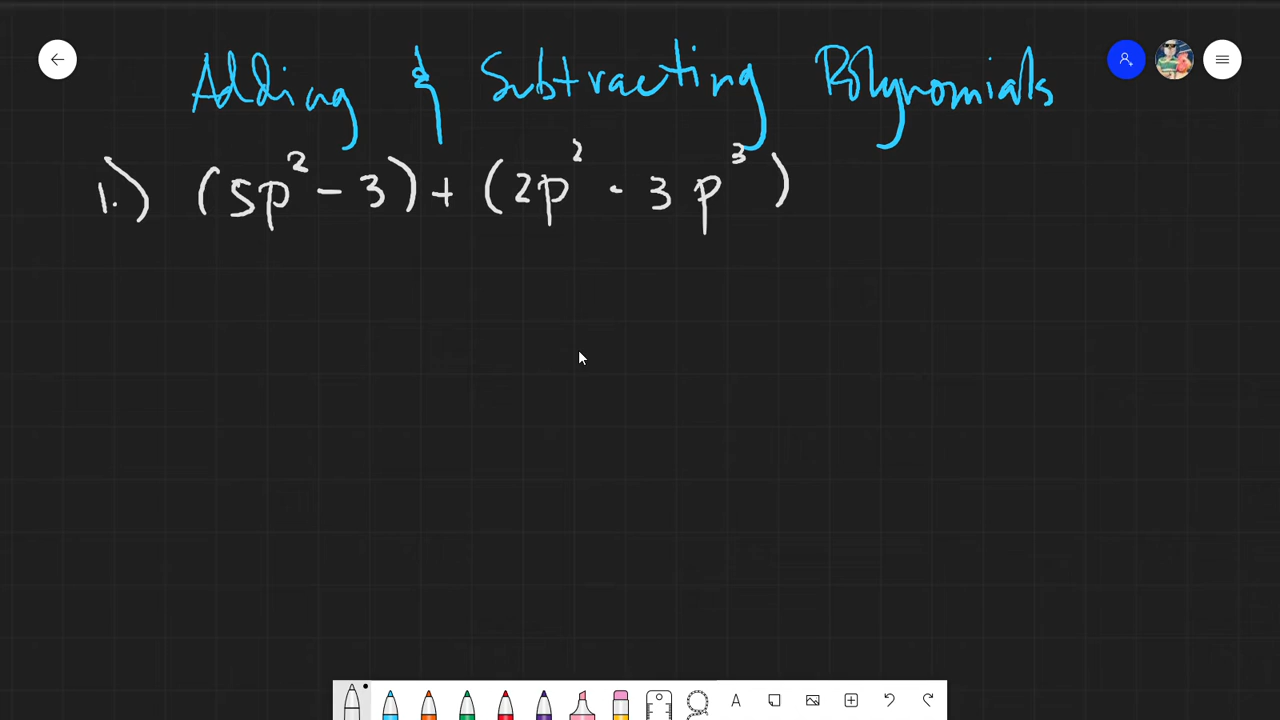 Adding & Subtracting Polynomials
1.) (5p² - 3) + (2p² - 3p³)
A